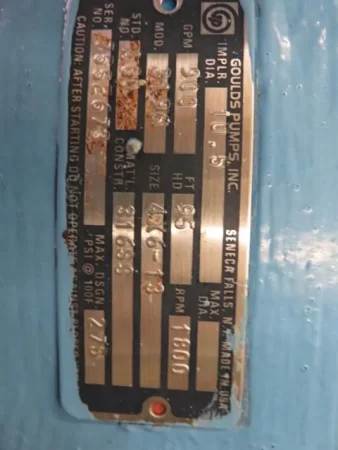 GOULDS PUMPS, INC. SENECA FALLS, N.Y. MADE IN USA
IMPLR. DIA. 10.5 MAX. DIA.
GPM 900 FT HD 95 RPM 1800
MOD. SIZE 4X6-13
STD. NO. MAT'L. CONSTR. 316SS
SER. NO. MAX. DSGN PSI @ 100F 275
CAUTION: AFTER STARTING DO NOT OPERATE